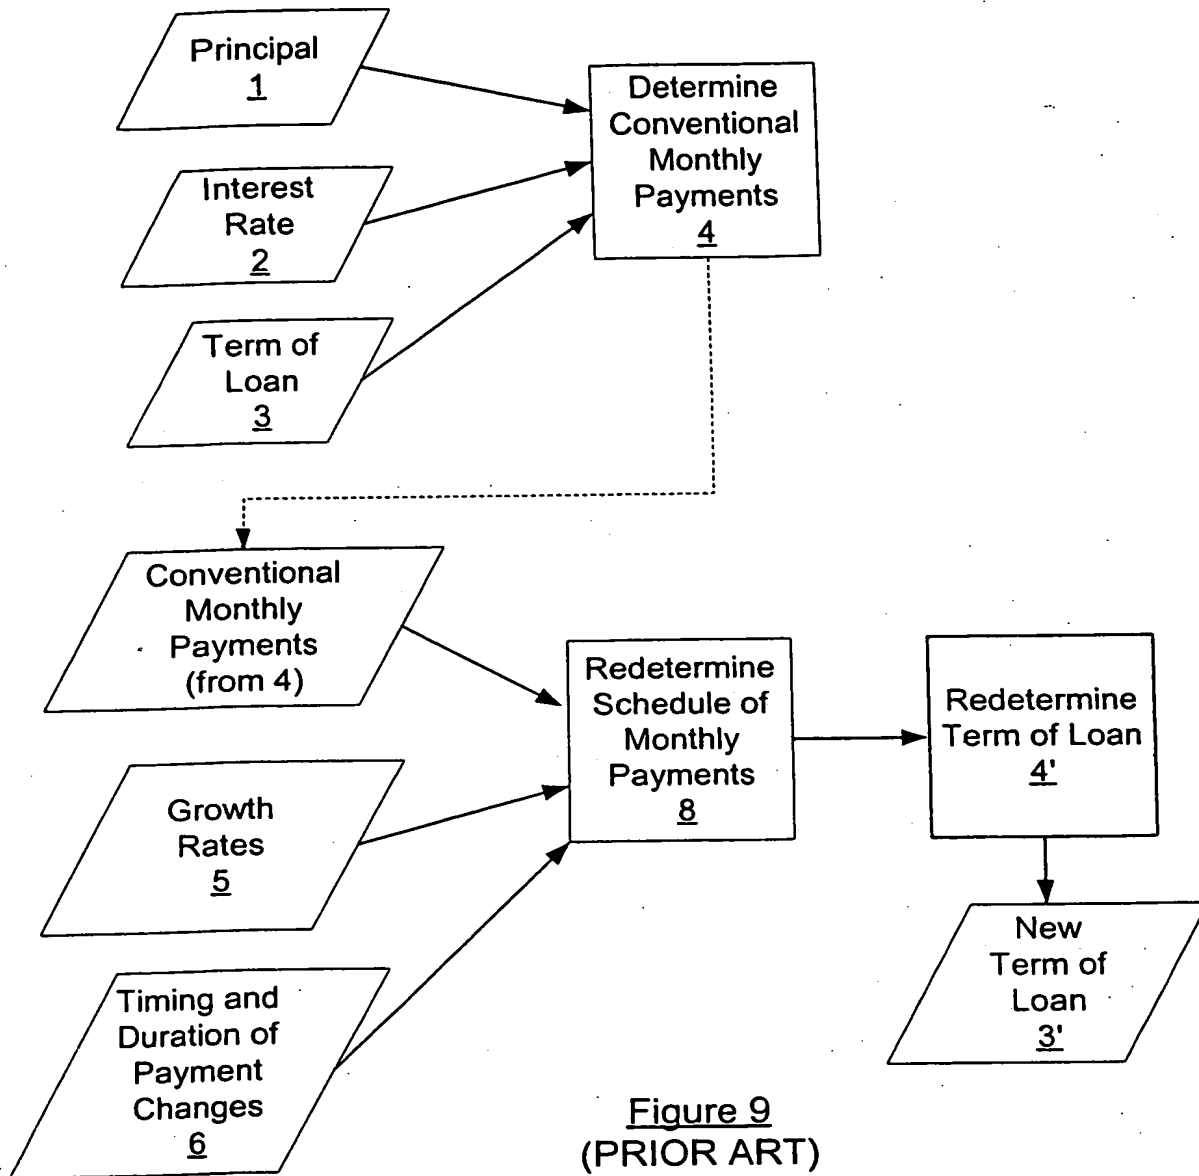 Principal
1
Determine
Conventional
Monthly
Payments
4
Interest
Rate
2
Term of
Loan
3
Conventional
Monthly
Payments
(from 4)
Redetermine
Schedule of
Monthly
Payments
8
Redetermine
Term of Loan
4'
Growth
Rates
5
New
Term of
Loan
3'
Timing and
Duration of
Payment
Changes
6
Figure 9
(PRIOR ART)